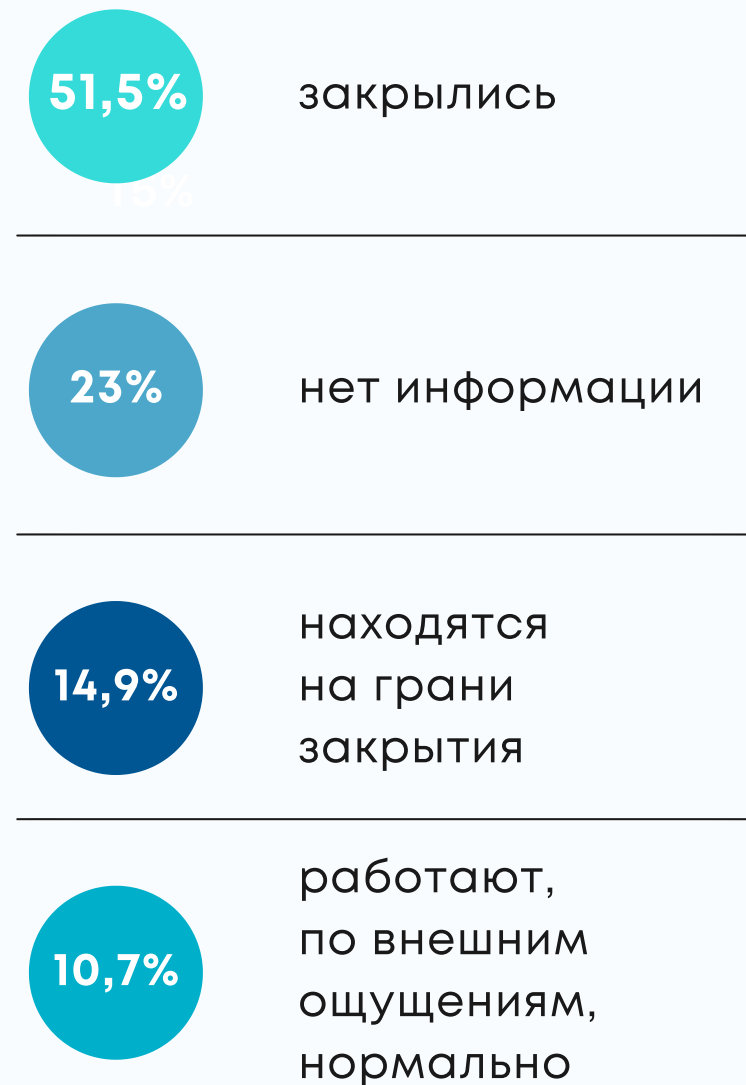 51,5%
закрылись
15%
23%
нет информации
14,9%
находятся
на грани
закрытия
10,7%
работают,
по внешним
ощущениям,
нормально